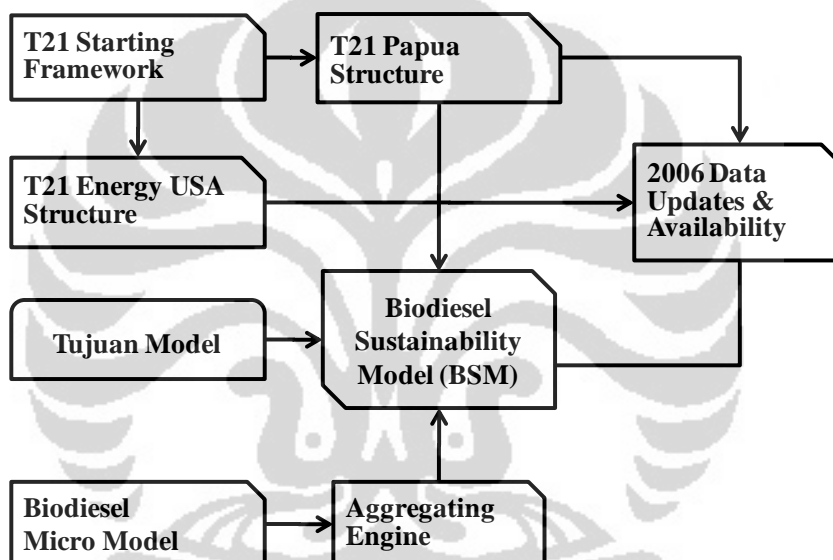 T21 Starting
Framework
T21 Papua
Structure
T21 Energy USA
Structure
2006 Data
Updates &
Availability
Tujuan Model
Biodiesel
Sustainability
Model (BSM)
Biodiesel
Micro Model
Aggregating
Engine